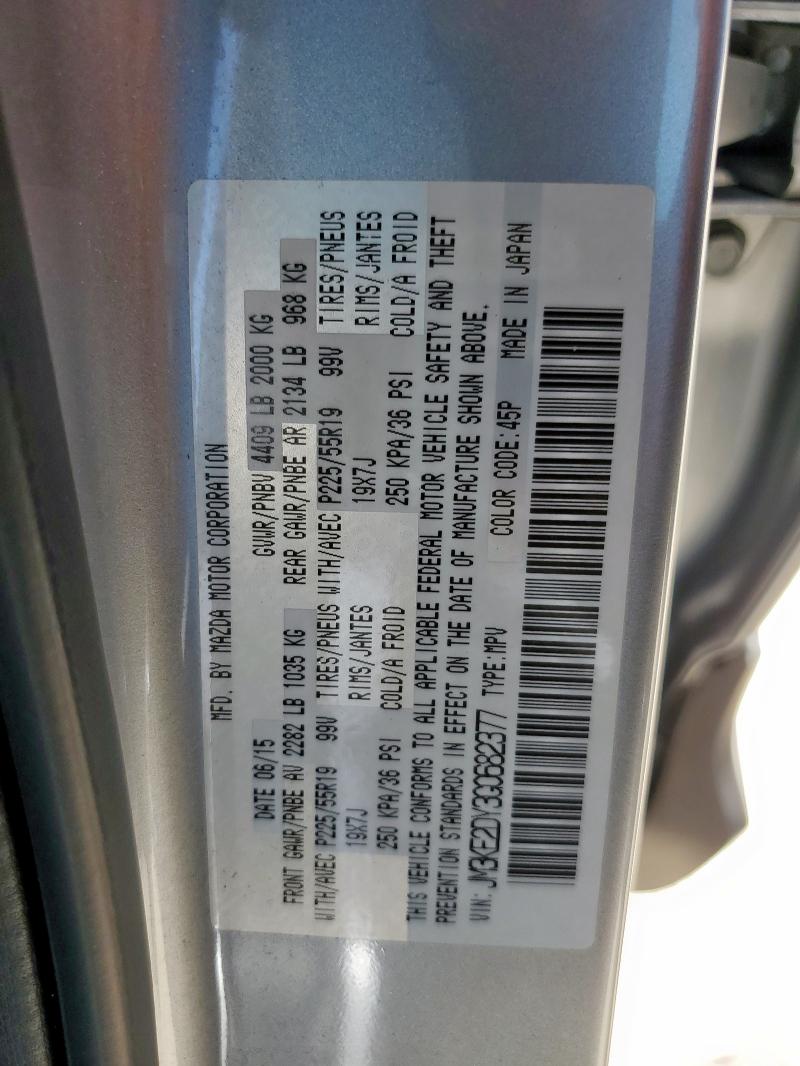 MFD. BY MAZDA MOTOR CORPORATION
DATE 06/15 GVWR/PNBV 4409 LB 2000 KG
FRONT GAWR/PNBE AV 2282 LB 1035 KG REAR GAWR/PNBE AR 2134 LB 968 KG
WITH/AVEC P225/55R19 99V TIRES/PNEUS WITH/AVEC P225/55R19 99V TIRES/PNEUS
19X7J RIMS/JANTES 19X7J RIMS/JANTES
250 KPA/36 PSI COLD/A FROID 250 KPA/36 PSI COLD/A FROID
THIS VEHICLE CONFORMS TO ALL APPLICABLE FEDERAL MOTOR VEHICLE SAFETY AND THEFT
PREVENTION STANDARDS IN EFFECT ON THE DATE OF MANUFACTURE SHOWN ABOVE.
VIN: JM3KE2DY3G0682377 TYPE:MPV COLOR CODE:45P MADE IN JAPAN